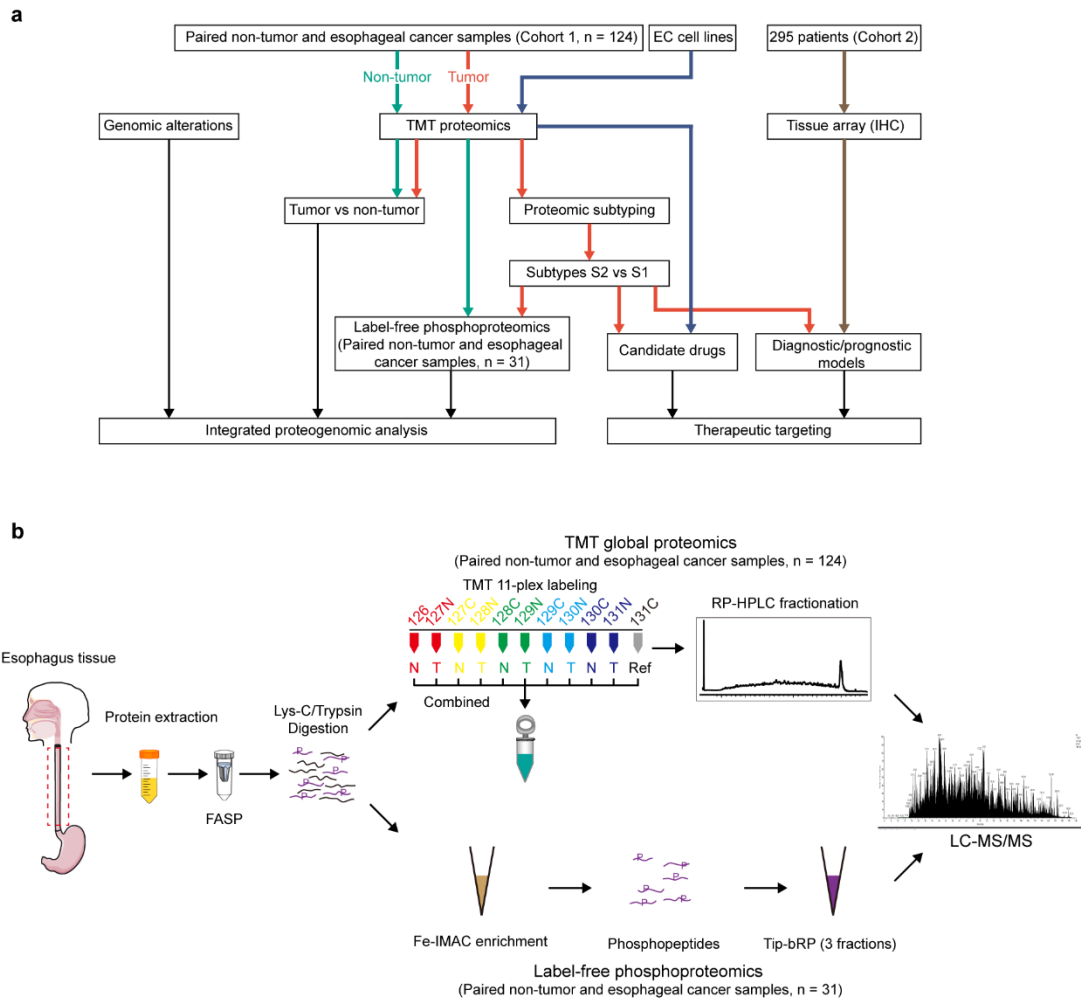 a
Paired non-tumor and esophageal cancer samples (Cohort 1, n = 124)
EC cell lines
295 patients (Cohort 2)
Non-tumor
Tumor
Genomic alterations
TMT proteomics
Tissue array (IHC)
Tumor vs non-tumor
Proteomic subtyping
Subtypes S2 vs S1
Label-free phosphoproteomics
(Paired non-tumor and esophageal
cancer samples, n = 31)
Candidate drugs
Diagnostic/prognostic
models
Integrated proteogenomic analysis
Therapeutic targeting
b
TMT global proteomics
(Paired non-tumor and esophageal cancer samples, n = 124)
TMT 11-plex labeling
126 127N 127C 128N 128C 129N 129C 130N 130C 131N 131C
N T N T N T N T N T Ref
Combined
RP-HPLC fractionation
Esophagus tissue
Protein extraction
FASP
Lys-C/Trypsin
Digestion
P
P
P
P
P
P
LC-MS/MS
P
P
P
P
P
P
Fe-IMAC enrichment
Phosphopeptides
Tip-bRP (3 fractions)
Label-free phosphoproteomics
(Paired non-tumor and esophageal cancer samples, n = 31)